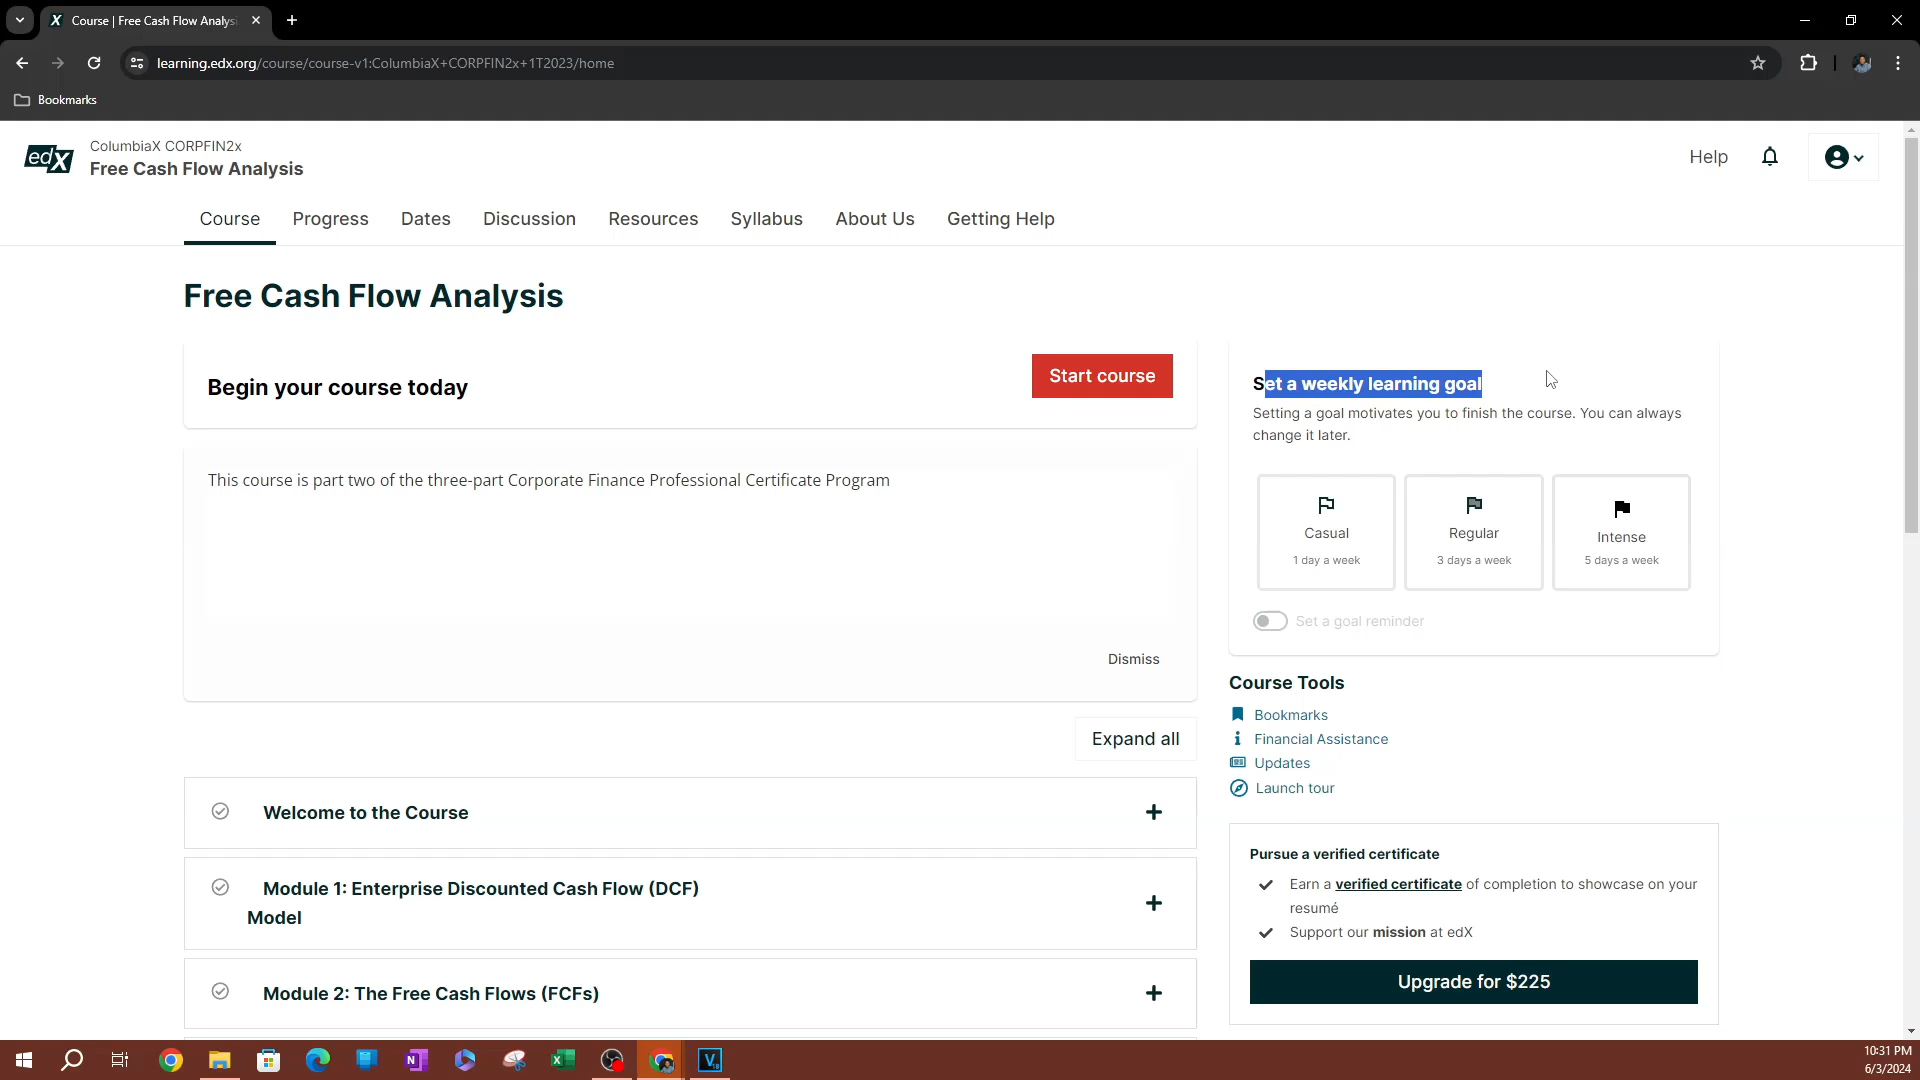 Course | Free Cash Flow Analysi
learning.edx.org/course/course-v1:ColumbiaX+CORPFIN2x+1T2023/home
Bookmarks
edX
ColumbiaX CORPFIN2x
Free Cash Flow Analysis
Help
Course Progress Dates Discussion Resources Syllabus About Us Getting Help
Free Cash Flow Analysis
Begin your course today
Start course
This course is part two of the three-part Corporate Finance Professional Certificate Program
Dismiss
Expand all
Welcome to the Course
Module 1: Enterprise Discounted Cash Flow (DCF)
Model
Module 2: The Free Cash Flows (FCFs)
Set a weekly learning goal
Setting a goal motivates you to finish the course. You can always
change it later.
Casual
1 day a week
Regular
3 days a week
Intense
5 days a week
Set a goal reminder
Course Tools
Bookmarks
Financial Assistance
Updates
Launch tour
Pursue a verified certificate
Earn a verified certificate of completion to showcase on your
resumé
Support our mission at edX
Upgrade for $225
10:31 PM
6/3/2024